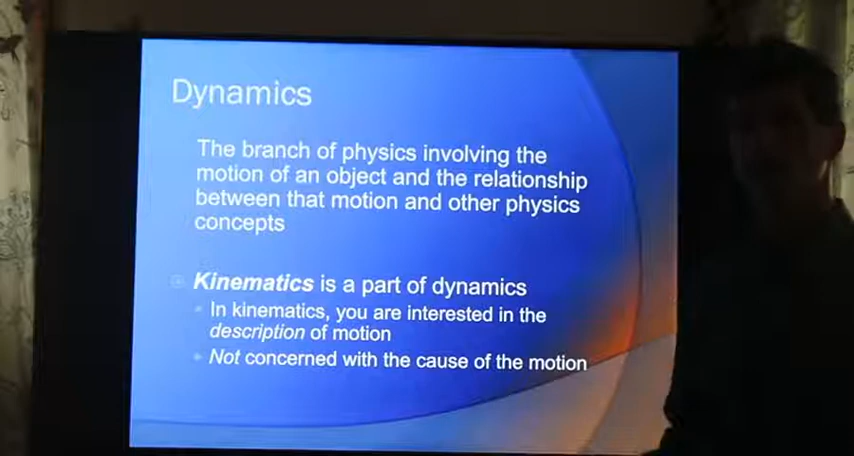 Dynamics
The branch of physics involving the
motion of an object and the relationship
between that motion and other physics
concepts
Kinematics is a part of dynamics
In kinematics, you are interested in the
description of motion
Not concerned with the cause of the motion